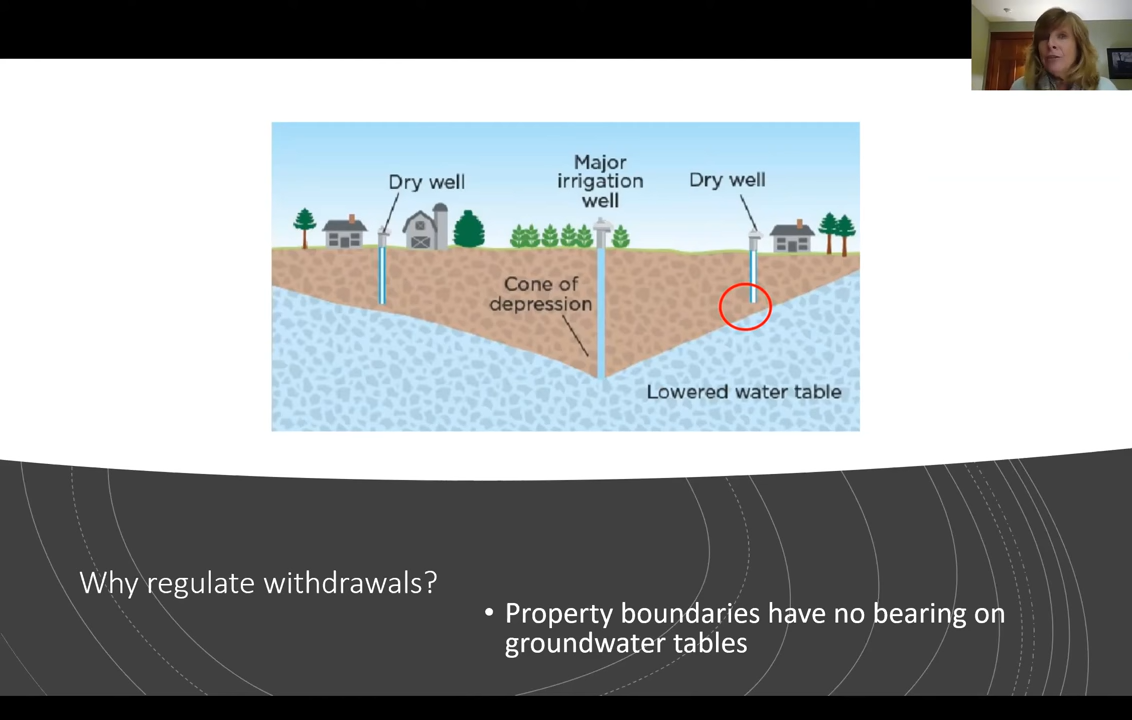 Dry well
Major
irrigation
well
Dry well
Cone of
depression
Lowered water table
Why regulate withdrawals?
• Property boundaries have no bearing on
groundwater tables